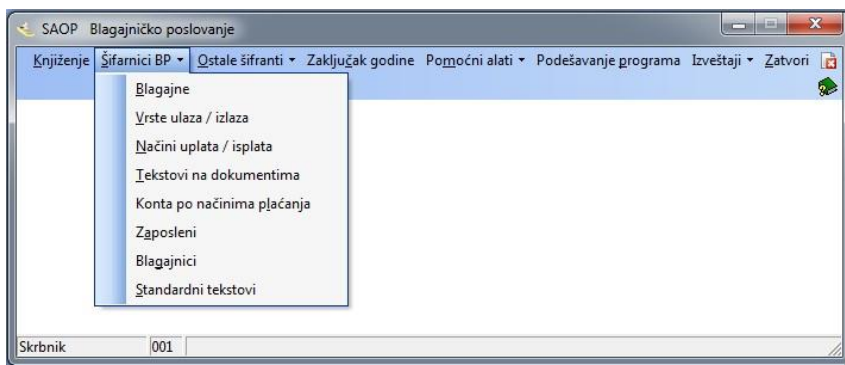 SAOP Blagajničko poslovanje
Knjiženje Šifarnici BP Ostale šifranti Zaključak godine Pomoćni alati Podešavanje programa Izveštaji Zatvori
Blagajne
Vrste ulaza / izlaza
Načini uplata / isplata
Tekstovi na dokumentima
Konta po načinima plaćanja
Zaposleni
Blagajnici
Standardni tekstovi
Skrbnik 001